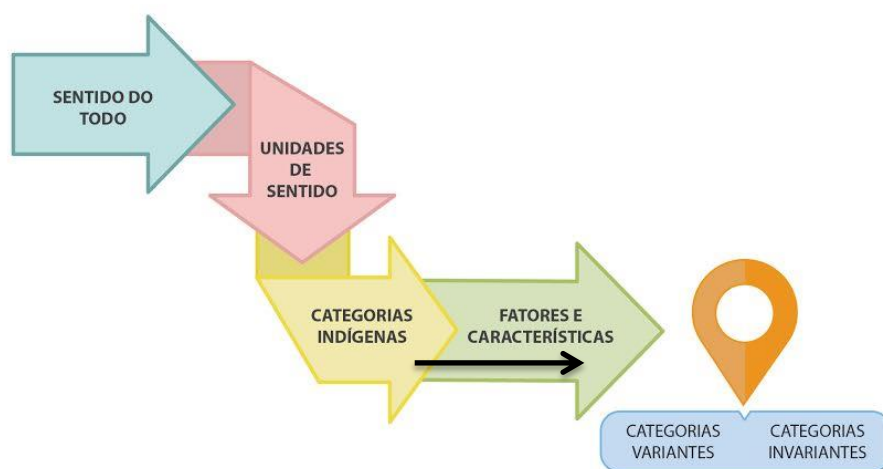 SENTIDO DO
TODO
UNIDADES
DE
SENTIDO
CATEGORIAS
INDÍGENAS
FATORES E
CARACTERÍSTICAS
CATEGORIAS
VARIANTES
CATEGORIAS
INVARIANTES